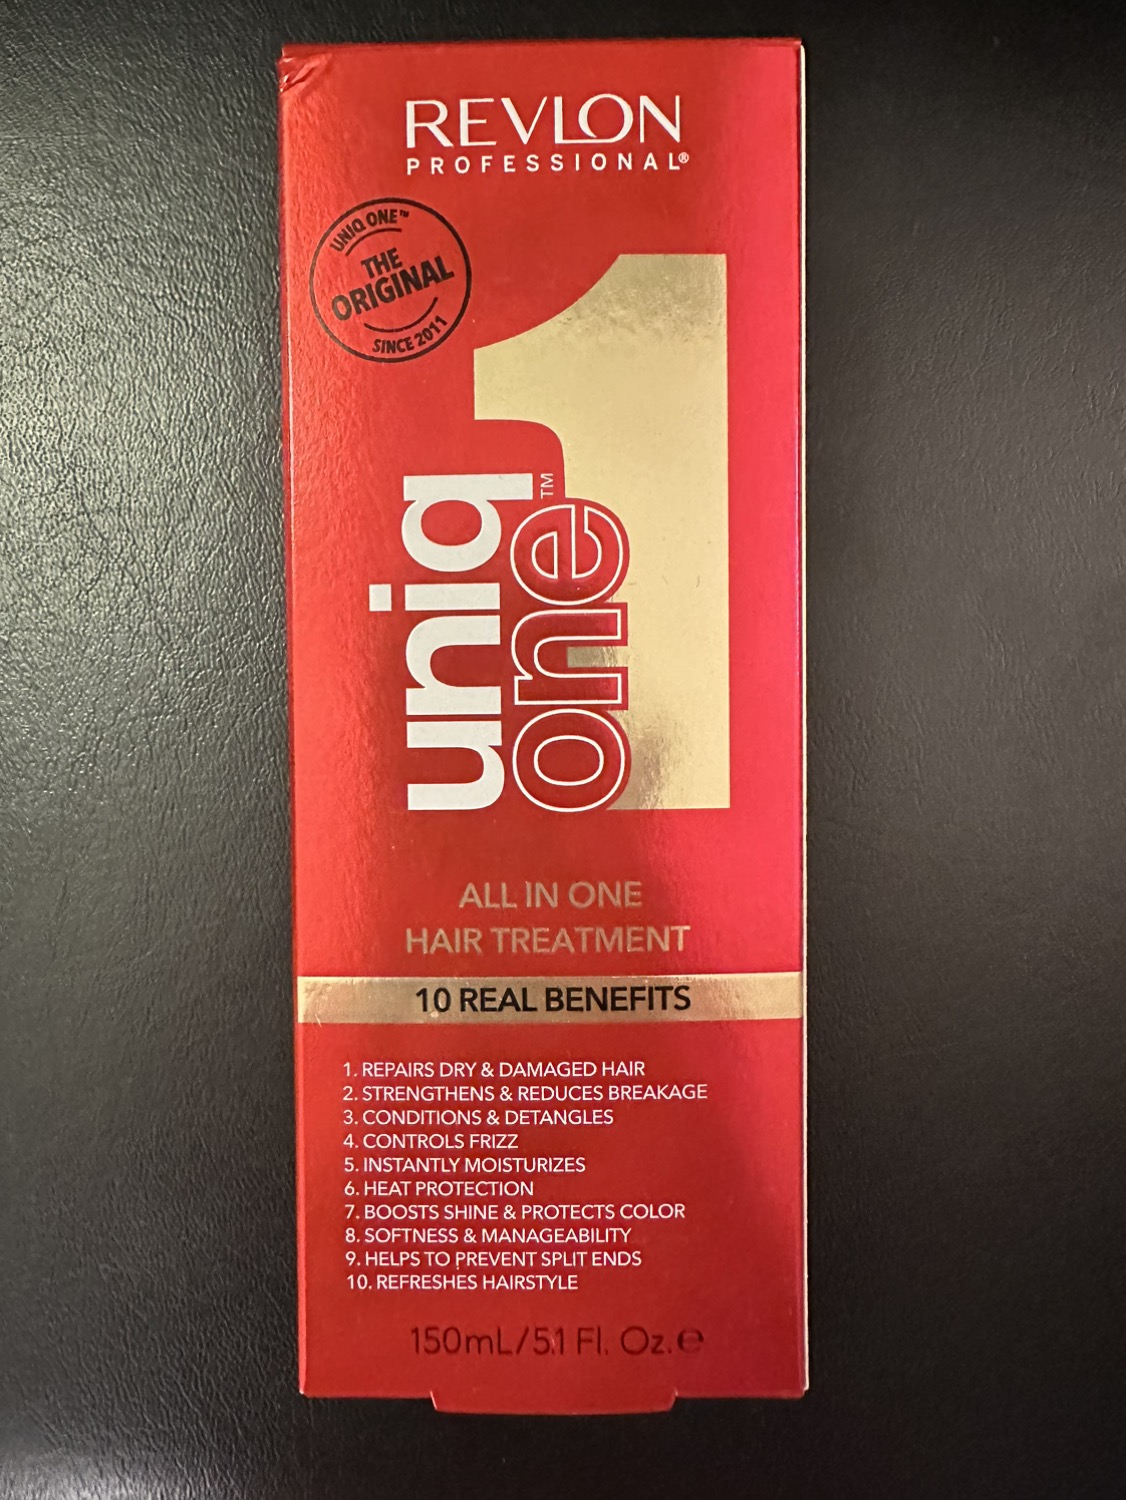 REVLON
PROFESSIONAL®
UNIQ ONE™
THE
ORIGINAL
SINCE 2011
uniq
one™
1
ALL IN ONE
HAIR TREATMENT
10 REAL BENEFITS
1. REPAIRS DRY & DAMAGED HAIR
2. STRENGTHENS & REDUCES BREAKAGE
3. CONDITIONS & DETANGLES
4. CONTROLS FRIZZ
5. INSTANTLY MOISTURIZES
6. HEAT PROTECTION
7. BOOSTS SHINE & PROTECTS COLOR
8. SOFTNESS & MANAGEABILITY
9. HELPS TO PREVENT SPLIT ENDS
10. REFRESHES HAIRSTYLE
150mL/5.1 Fl. Oz. ℮